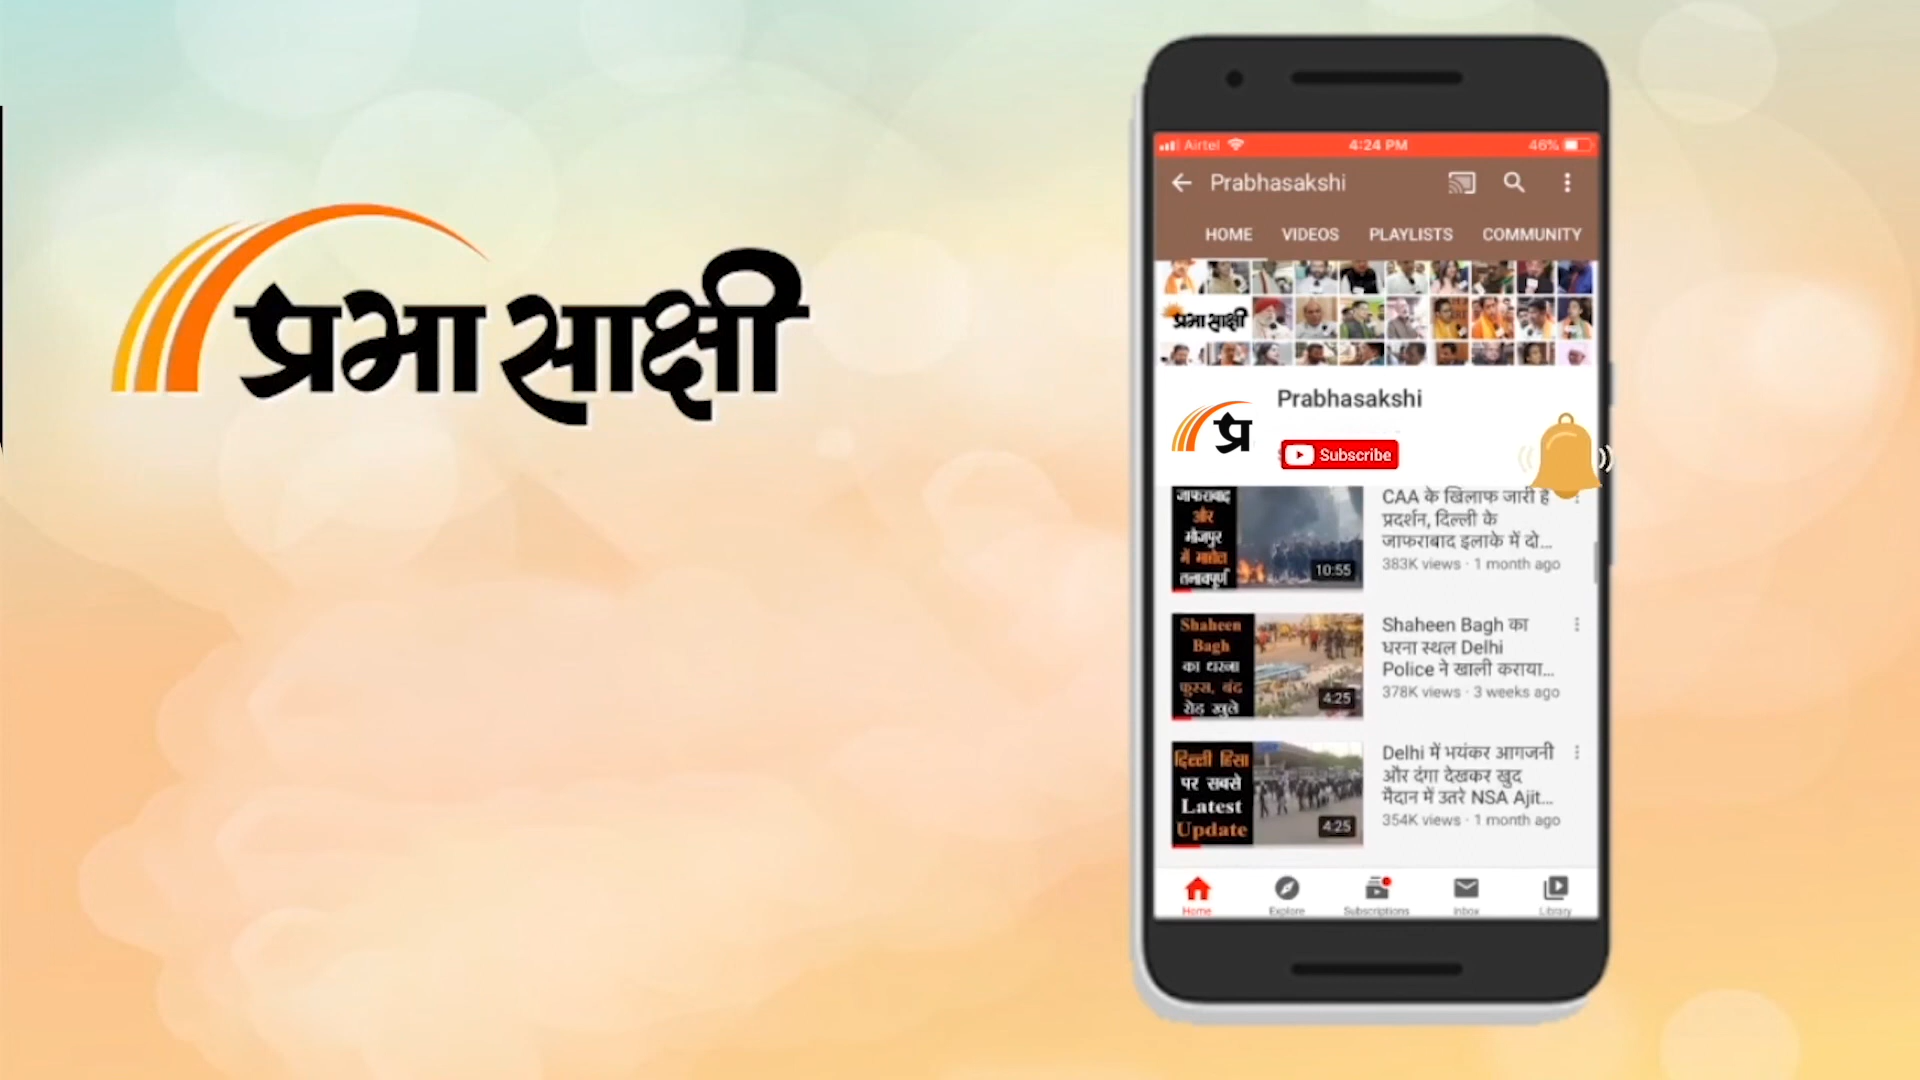 प्रभासाक्षी
Airtel 4:24 PM 46%
Prabhasakshi
HOME VIDEOS PLAYLISTS COMMUNITY
प्रभासाक्षी
Prabhasakshi
प्र
Subscribe
जाफराबाद
और
मौजपुर
में माहौल
तनावपूर्ण
10:55
CAA के खिलाफ जारी है
प्रदर्शन, दिल्ली के
जाफराबाद इलाके में दो...
383K views · 1 month ago
Shaheen
Bagh
का धरना
फुस्स, बंद
रोड खुले
4:25
Shaheen Bagh का
धरना स्थल Delhi
Police ने खाली कराया...
378K views · 3 weeks ago
दिल्ली हिंसा
पर सबसे
Latest
Update
4:25
Delhi में भयंकर आगजनी
और दंगा देखकर खुद
मैदान में उतरे NSA Ajit...
354K views · 1 month ago
Home Explore Subscriptions Inbox Library